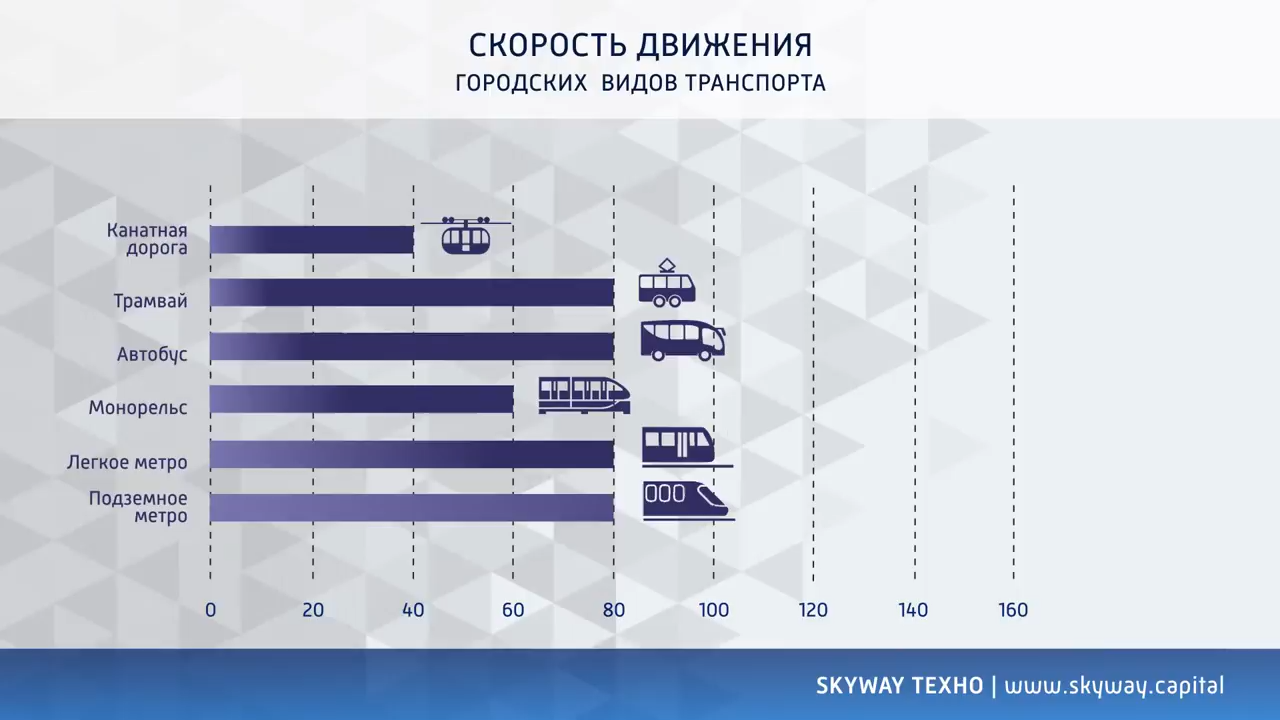 СКОРОСТЬ ДВИЖЕНИЯ
ГОРОДСКИХ ВИДОВ ТРАНСПОРТА
Канатная
дорога
Трамвай
Автобус
Монорельс
Легкое метро
Подземное
метро
0 20 40 60 80 100 120 140 160
SKYWAY ТЕХНО | www.skyway.capital